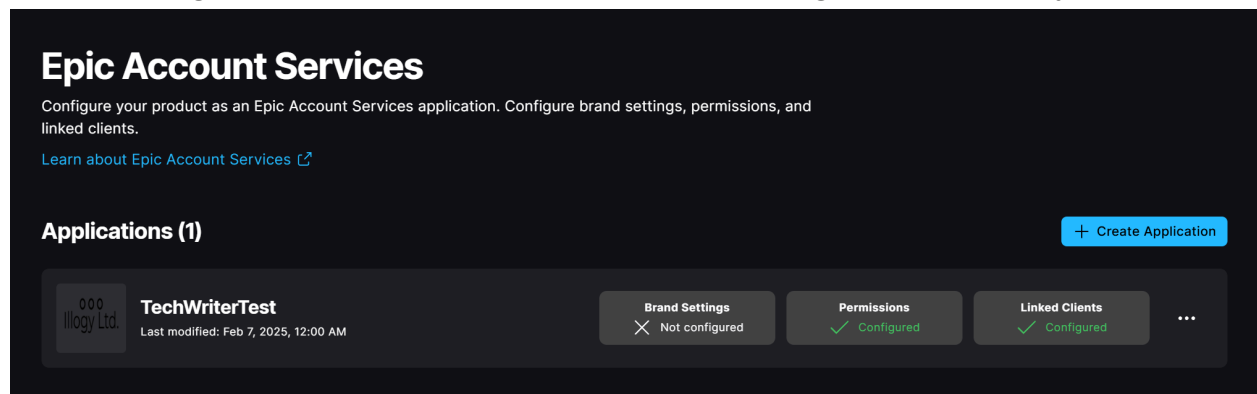 Epic Account Services
Configure your product as an Epic Account Services application. Configure brand settings, permissions, and
linked clients.
Learn about Epic Account Services
Applications (1)
+ Create Application
Illogy Ltd.
TechWriterTest
Last modified: Feb 7, 2025, 12:00 AM
Brand Settings
Not configured
Permissions
Configured
Linked Clients
Configured